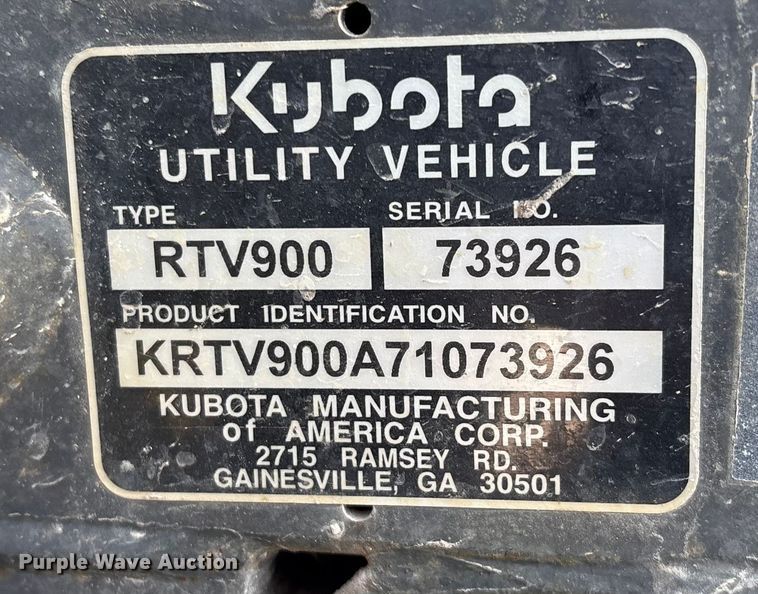 Kubota
UTILITY VEHICLE
TYPE SERIAL NO.
RTV900 73926
PRODUCT IDENTIFICATION NO.
KRTV900A71073926
KUBOTA MANUFACTURING
of AMERICA CORP.
2715 RAMSEY RD.
GAINESVILLE, GA 30501
Purple Wave Auction